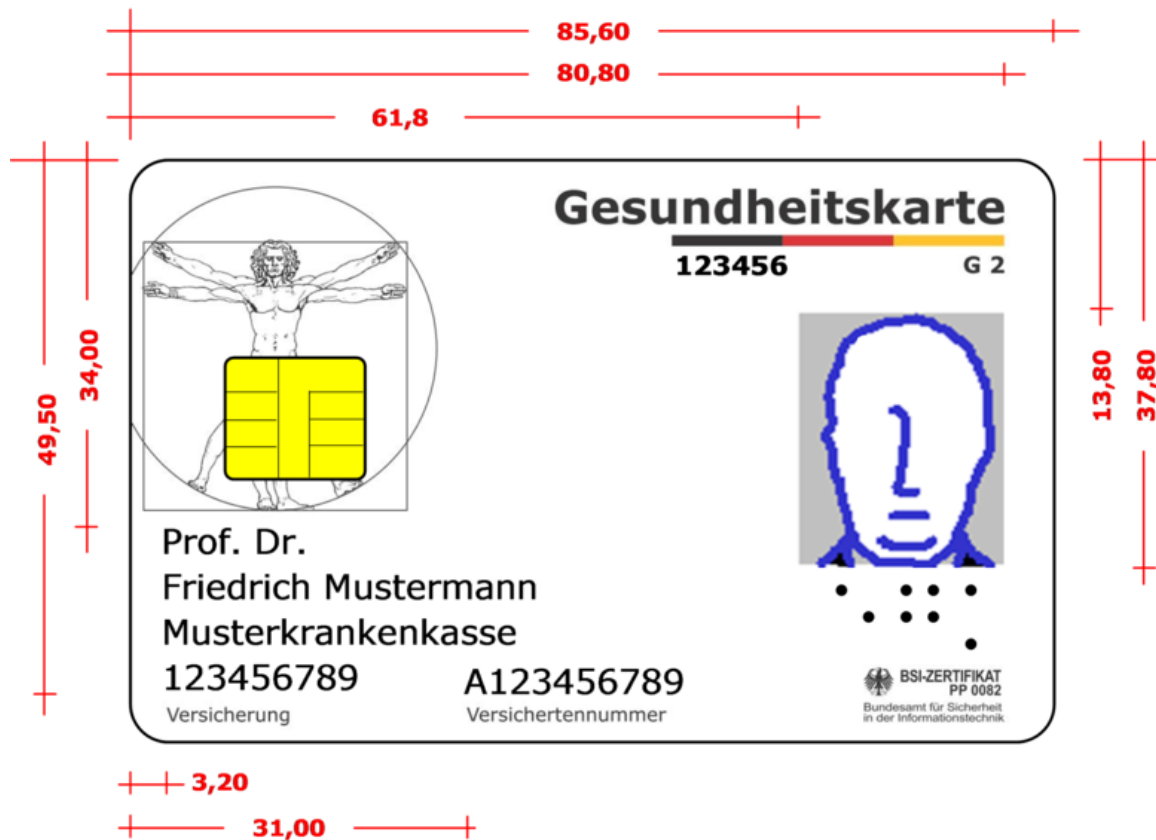 85,60
80,80
61,8
49,50
34,00
Gesundheitskarte
123456 G 2
13,80
37,80
Prof. Dr.
Friedrich Mustermann
Musterkrankenkasse
123456789 A123456789
Versicherung Versichertennummer
BSI-ZERTIFIKAT
PP 0082
Bundesamt für Sicherheit
in der Informationstechnik
3,20
31,00